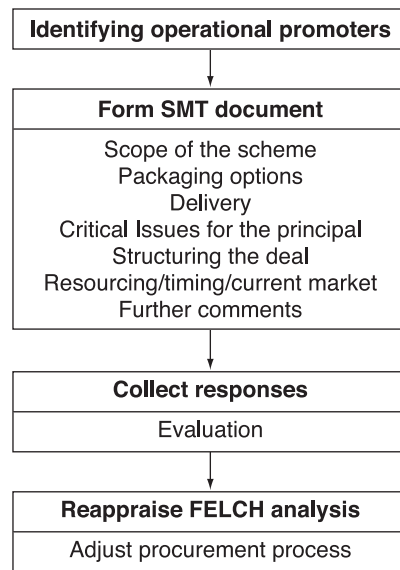 Identifying operational promoters
Form SMT document
Scope of the scheme
Packaging options
Delivery
Critical Issues for the principal
Structuring the deal
Resourcing/timing/current market
Further comments
Collect responses
Evaluation
Reappraise FELCH analysis
Adjust procurement process